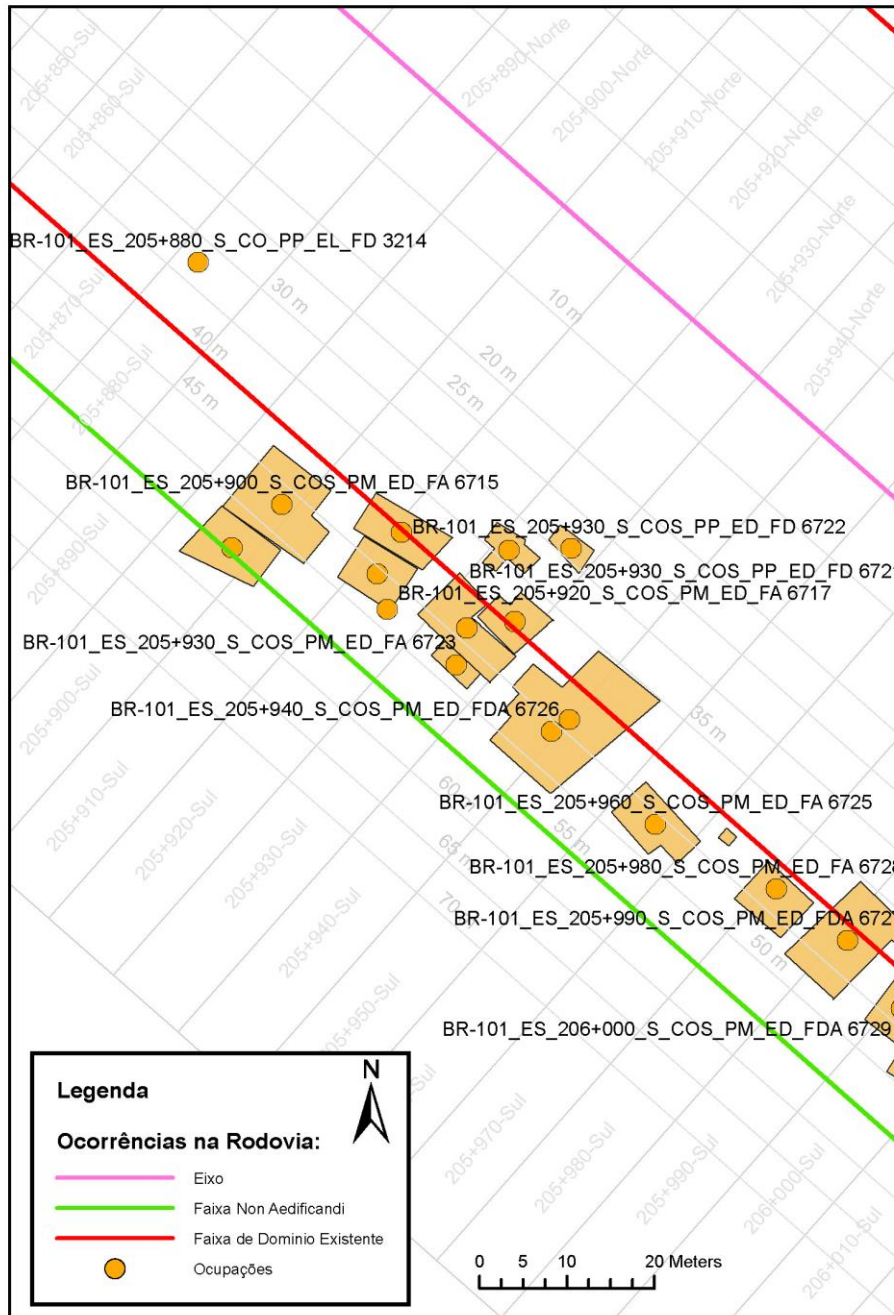 205+850-Sul
205+860-Sul
205+890-Norte
205+900-Norte
205+910-Norte
205+920-Norte
205+930-Norte
205+940-Norte
BR-101_ES_205+880_S_CO_PP_EL_FD 3214
205+870-Sul
30 m
10 m
40 m
20 m
205+880-Sul
45 m
25 m
BR-101_ES_205+900_S_COS_PM_ED_FA 6715
BR-101_ES_205+930_S_COS_PP_ED_FD 6722
205+890-Sul
BR-101_ES_205+930_S_COS_PP_ED_FD 672
BR-101_ES_205+920_S_COS_PM_ED_FA 6717
BR-101_ES_205+930_S_COS_PM_ED_FA 6723
205+900-Sul
BR-101_ES_205+940_S_COS_PM_ED_FDA 6726
35 m
205+910-Sul
60 m
BR-101_ES_205+960_S_COS_PM_ED_FA 6725
205+920-Sul
55 m
65 m
205+930-Sul
BR-101_ES_205+980_S_COS_PM_ED_FA 6728
70 m
BR-101_ES_205+990_S_COS_PM_ED_FDA 672
205+940-Sul
50 m
205+950-Sul
BR-101_ES_206+000_S_COS_PM_ED_FDA 6729
-Sul
205+970-Sul
205+980-Sul
205+990-Sul
206+000-Sul
206+010-Sul
N
Legenda
Ocorrências na Rodovia:
Eixo
Faixa Non Aedificandi
Faixa de Dominio Existente
Ocupações
0 5 10 20 Meters